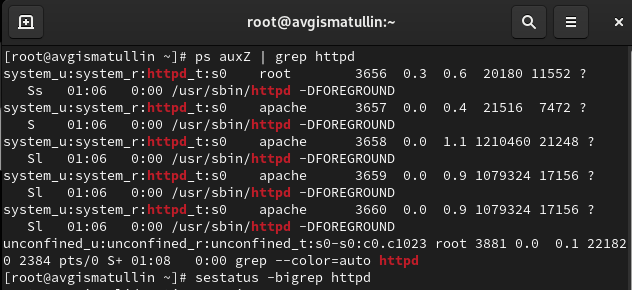 root@avgismatullin:~
[root@avgismatullin ~]# ps auxZ | grep httpd
system_u:system_r:httpd_t:s0    root        3656  0.3  0.6  20180 11552 ?
   Ss   01:06   0:00 /usr/sbin/httpd -DFOREGROUND
system_u:system_r:httpd_t:s0    apache      3657  0.0  0.4  21516  7472 ?
   S    01:06   0:00 /usr/sbin/httpd -DFOREGROUND
system_u:system_r:httpd_t:s0    apache      3658  0.0  1.1 1210460 21248 ?
   Sl   01:06   0:00 /usr/sbin/httpd -DFOREGROUND
system_u:system_r:httpd_t:s0    apache      3659  0.0  0.9 1079324 17156 ?
   Sl   01:06   0:00 /usr/sbin/httpd -DFOREGROUND
system_u:system_r:httpd_t:s0    apache      3660  0.0  0.9 1079324 17156 ?
   Sl   01:06   0:00 /usr/sbin/httpd -DFOREGROUND
unconfined_u:unconfined_r:unconfined_t:s0-s0:c0.c1023 root 3881 0.0  0.1 22182
0 2384 pts/0 S+ 01:08   0:00 grep --color=auto httpd
[root@avgismatullin ~]# sestatus -bigrep httpd